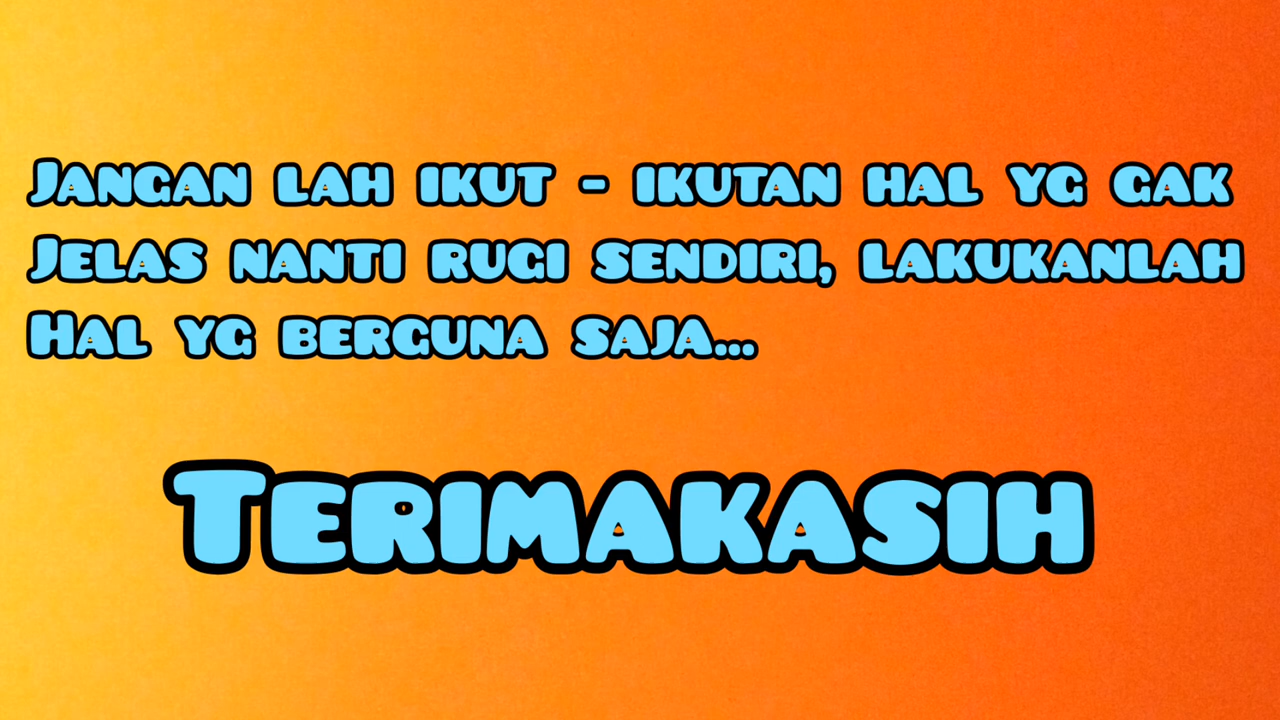 Jangan lah ikut - ikutan hal yg gak
Jelas nanti rugi sendiri, lakukanlah
Hal yg berguna saja...
Terimakasih